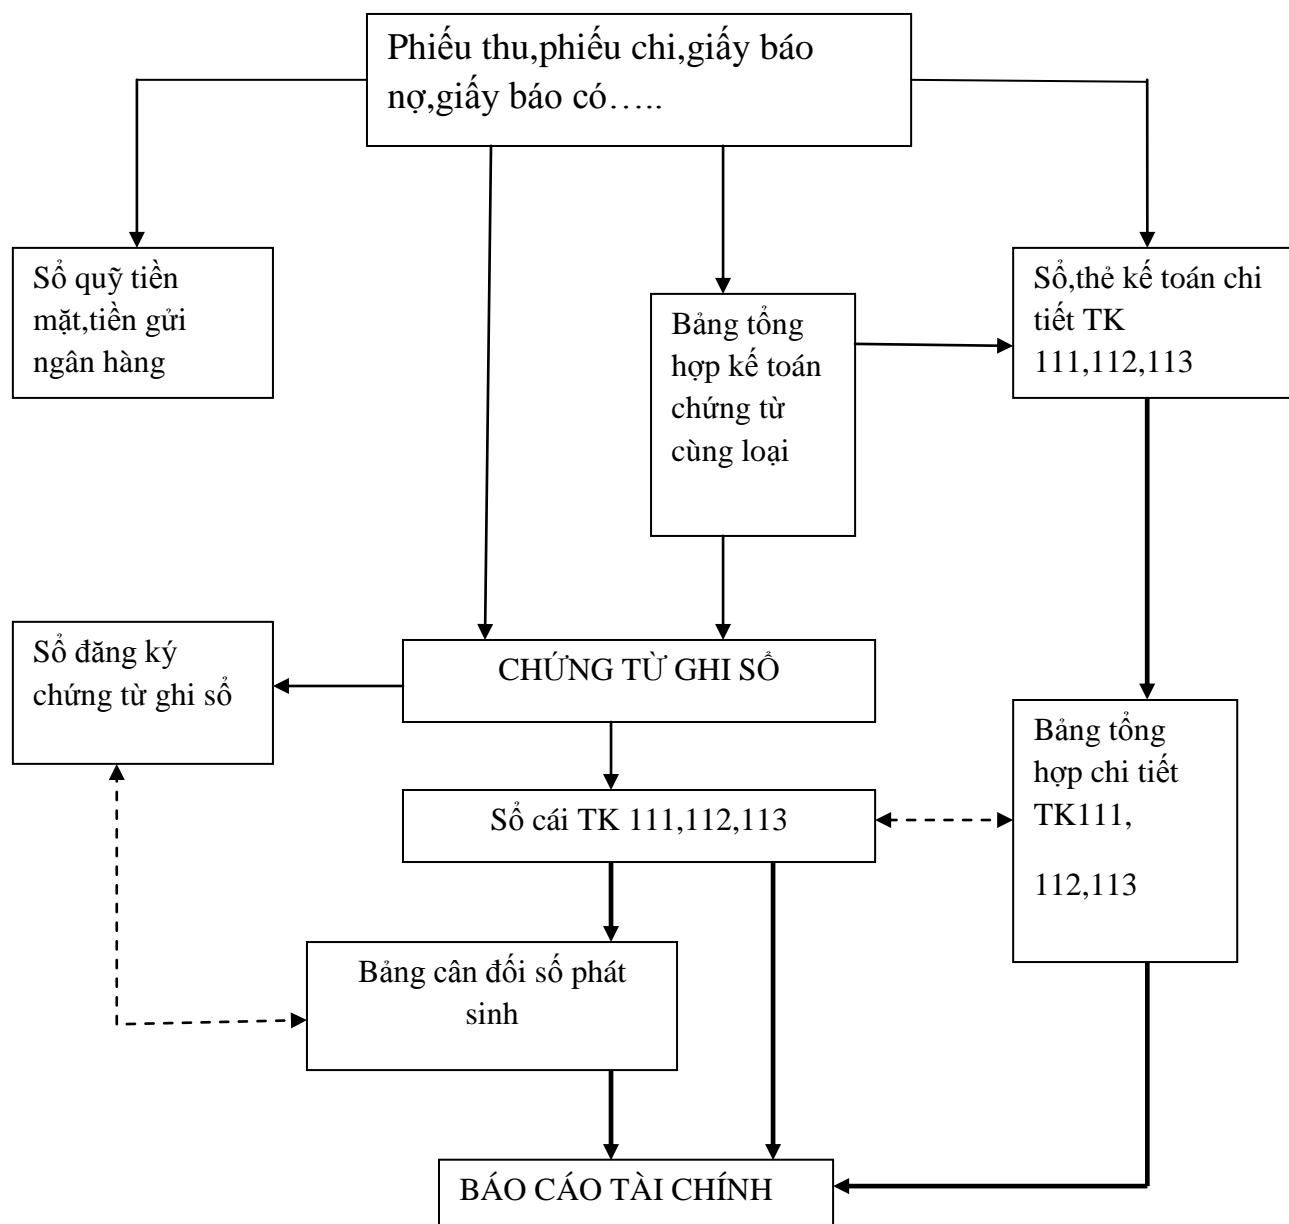 Phiếu thu,phiếu chi,giấy báo
nợ,giấy báo có…..
Sổ quỹ tiền
mặt,tiền gửi
ngân hàng
Bảng tổng
hợp kế toán
chứng từ
cùng loại
Sổ,thẻ kế toán chi
tiết TK
111,112,113
Sổ đăng ký
chứng từ ghi sổ
CHỨNG TỪ GHI SỔ
Bảng tổng
hợp chi tiết
TK111,
112,113
Sổ cái TK 111,112,113
Bảng cân đối số phát
sinh
BÁO CÁO TÀI CHÍNH